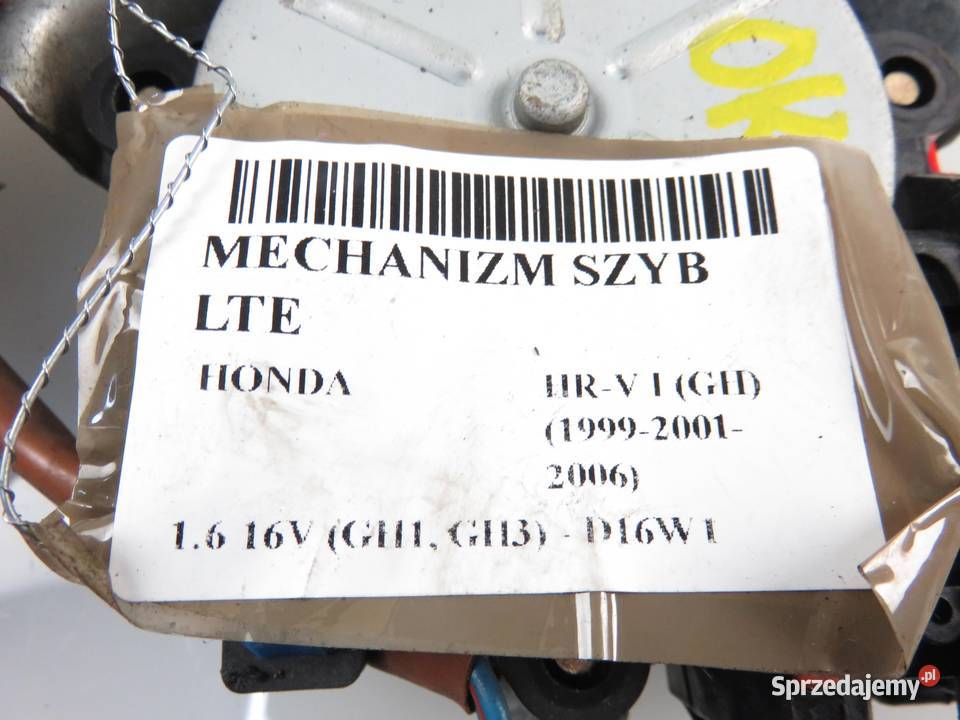 OK
MECHANIZM SZYB
LTE
HONDA
HR-V I (GH)
(1999-2001-
2006)
1.6 16V (GH1, GH3) - D16W1
Sprzedajemy.pl